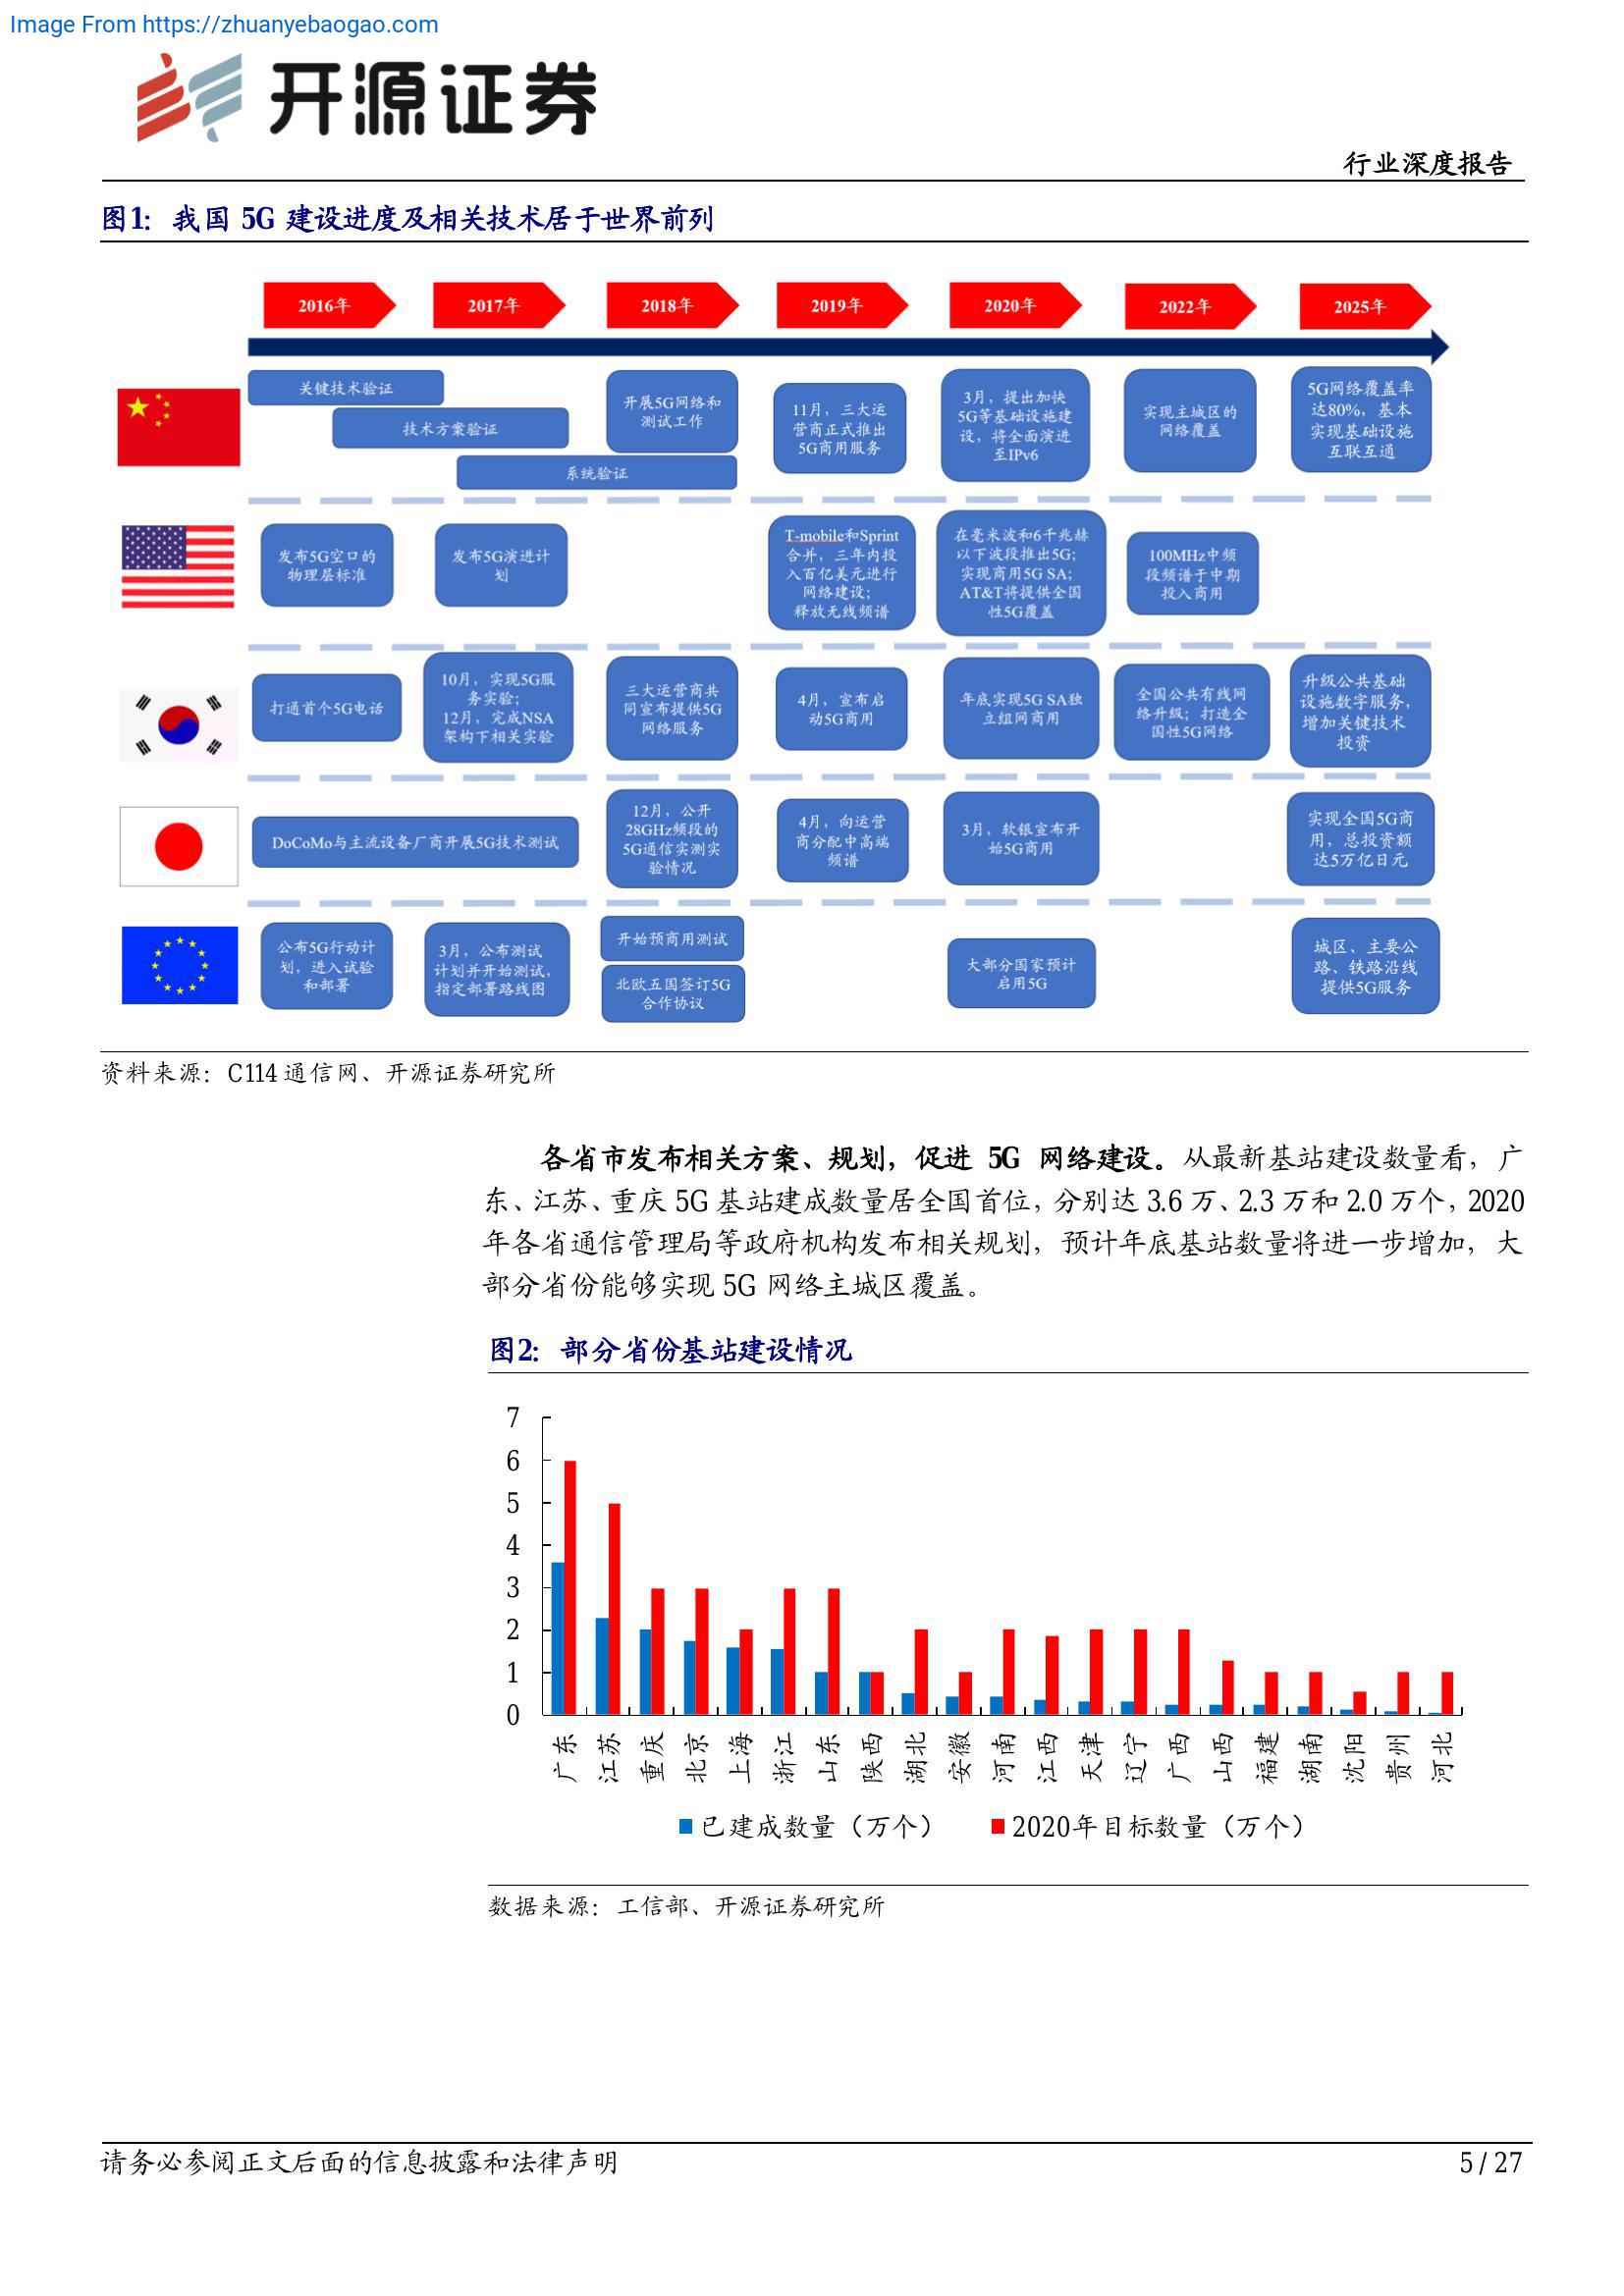 Image From https://zhuanyebaogao.com
开源证券
行业深度报告
图1：我国 5G 建设进度及相关技术居于世界前列
2016年
2017年
2018年
2019年
2020年
2022年
2025年
关键技术验证
技术方案验证
系统验证
开展5G网络和
测试工作
11月，三大运
营商正式推出
5G商用服务
3月，提出加快
5G等基础设施建
设，将全面演进
至IPv6
实现主城区的
网络覆盖
5G网络覆盖率
达80%，基本
实现基础设施
互联互通
发布5G空口的
物理层标准
发布5G演进计
划
T-mobile和Sprint
合并，三年内投
入百亿美元进行
网络建设；
释放无线频谱
在毫米波和6千兆赫
以下波段推出5G；
实现商用5G SA；
AT&T将提供全国
性5G覆盖
100MHz中频
段频谱于中期
投入商用
打通首个5G电话
10月，实现5G服
务实验；
12月，完成NSA
架构下相关实验
三大运营商共
同宣布提供5G
网络服务
4月，宣布启
动5G商用
年底实现5G SA独
立组网商用
全国公共有线网
络升级；打造全
国性5G网络
升级公共基础
设施数字服务，
增加关键技术
投资
DoCoMo与主流设备厂商开展5G技术测试
12月，公开
28GHz频段的
5G通信实测实
验情况
4月，向运营
商分配中高端
频谱
3月，软银宣布开
始5G商用
实现全国5G商
用，总投资额
达5万亿日元
公布5G行动计
划，进入试验
和部署
3月，公布测试
计划并开始测试，
指定部署路线图
开始预商用测试
北欧五国签订5G
合作协议
大部分国家预计
启用5G
城区、主要公
路、铁路沿线
提供5G服务
资料来源：C114 通信网、开源证券研究所
各省市发布相关方案、规划，促进 5G 网络建设。从最新基站建设数量看，广
东、江苏、重庆 5G 基站建成数量居全国首位，分别达 3.6 万、2.3 万和 2.0 万个，2020
年各省通信管理局等政府机构发布相关规划，预计年底基站数量将进一步增加，大
部分省份能够实现 5G 网络主城区覆盖。
图2：部分省份基站建设情况
7
6
5
4
3
2
1
0
广东
江苏
重庆
北京
上海
浙江
山东
陕西
湖北
安徽
河南
江西
天津
辽宁
广西
山西
福建
湖南
沈阳
贵州
河北
已建成数量（万个）
2020年目标数量（万个）
数据来源：工信部、开源证券研究所
请务必参阅正文后面的信息披露和法律声明
5 / 27